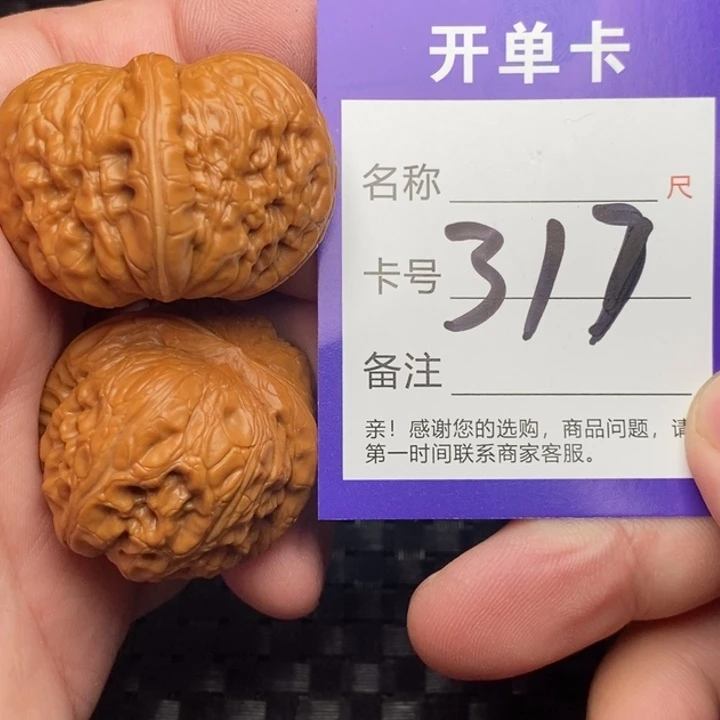 开单卡
名称 尺
卡号 317
备注
亲！感谢您的选购，商品问题，请
第一时间联系商家客服。